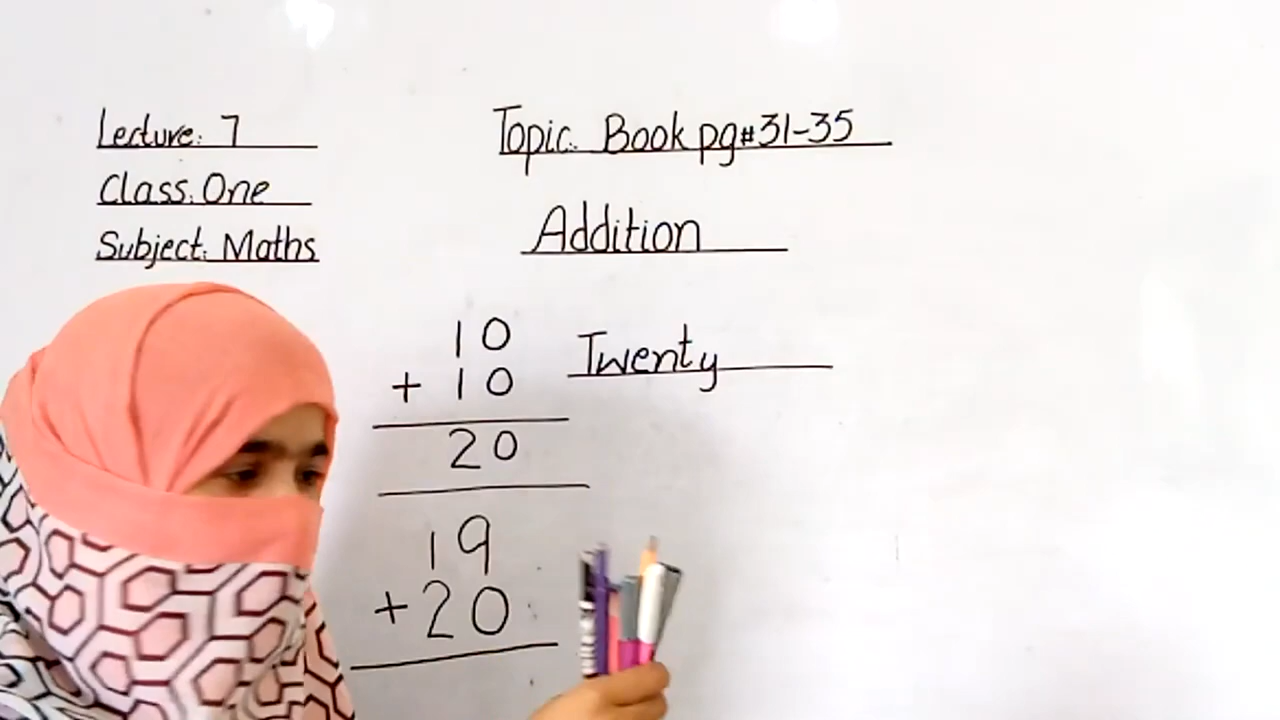 Lecture: 7
Class: One
Subject: Maths
Topic: Book pg#31-35
Addition
10
+ 10
20
Twenty
19
+20